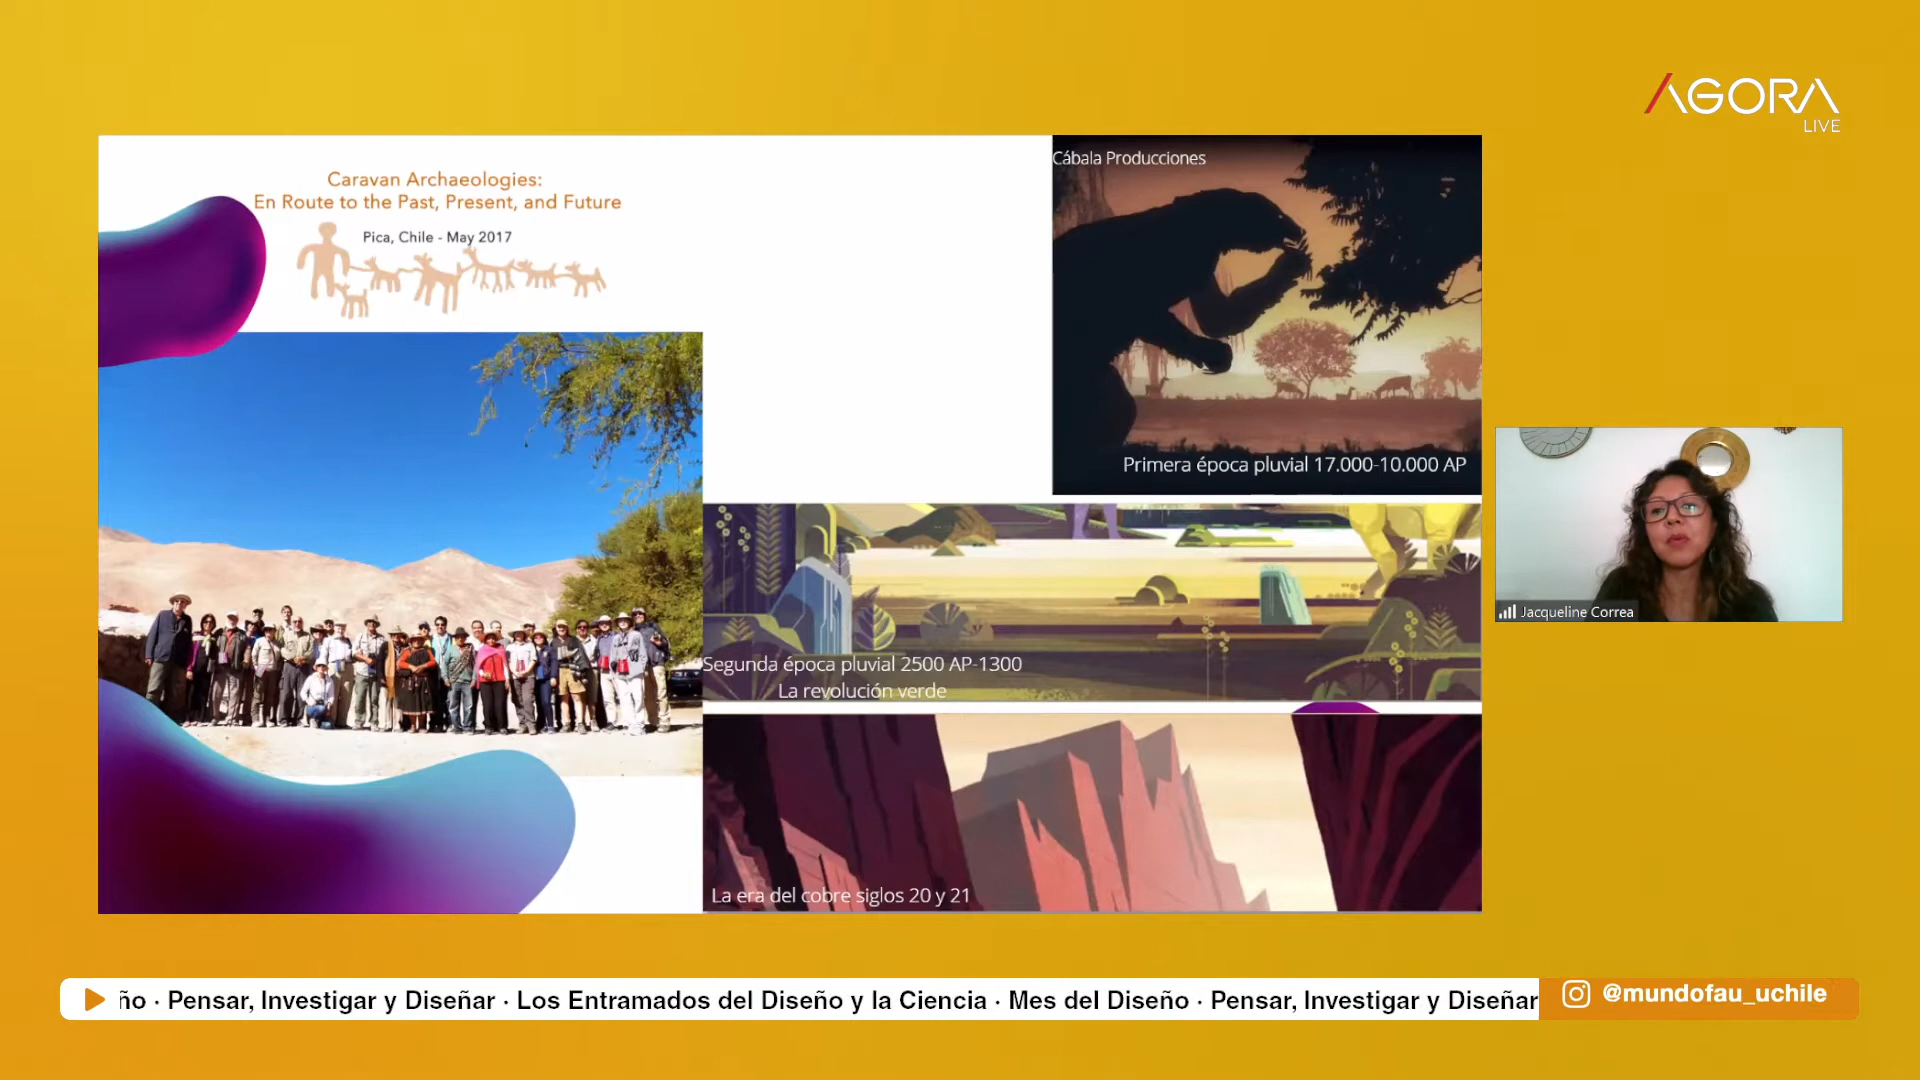 AGORA
LIVE
Caravan Archaeologies:
En Route to the Past, Present, and Future
Pica, Chile - May 2017
Cábala Producciones
Primera época pluvial 17.000-10.000 AP
Segunda época pluvial 2500 AP-1300
La revolución verde
La era del cobre siglos 20 y 21
Jacqueline Correa
ño · Pensar, Investigar y Diseñar · Los Entramados del Diseño y la Ciencia · Mes del Diseño · Pensar, Investigar y Diseñar
@mundofau_uchile